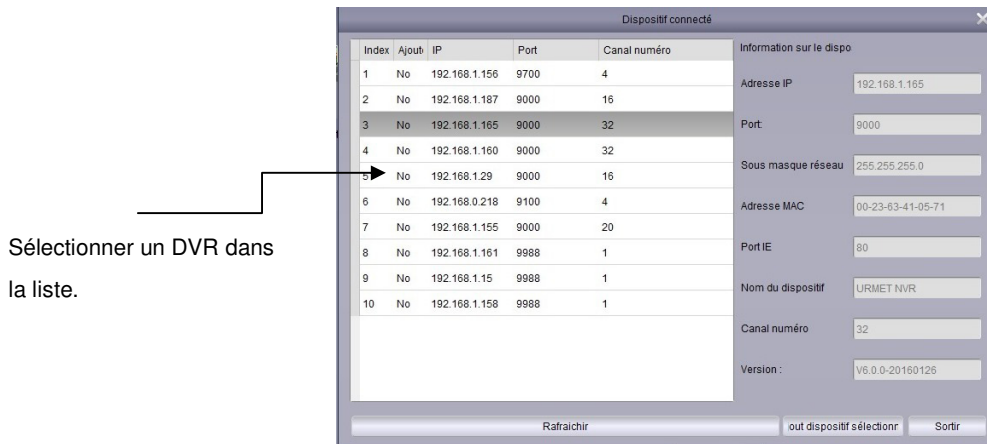 Dispositif connecté
Index Ajout IP Port Canal numéro
1 No 192.168.1.156 9700 4
2 No 192.168.1.187 9000 16
3 No 192.168.1.165 9000 32
4 No 192.168.1.160 9000 32
5 No 192.168.1.29 9000 16
6 No 192.168.0.218 9100 4
7 No 192.168.1.155 9000 20
8 No 192.168.1.161 9988 1
9 No 192.168.1.15 9988 1
10 No 192.168.1.158 9988 1
Information sur le dispo
Adresse IP 192.168.1.165
Port: 9000
Sous masque réseau 255.255.255.0
Adresse MAC 00-23-63-41-05-71
Port IE 80
Nom du dispositif URMET NVR
Canal numéro 32
Version : V6.0.0-20160126
Rafraichir out dispositif sélectionr Sortir
Sélectionner un DVR dans
la liste.